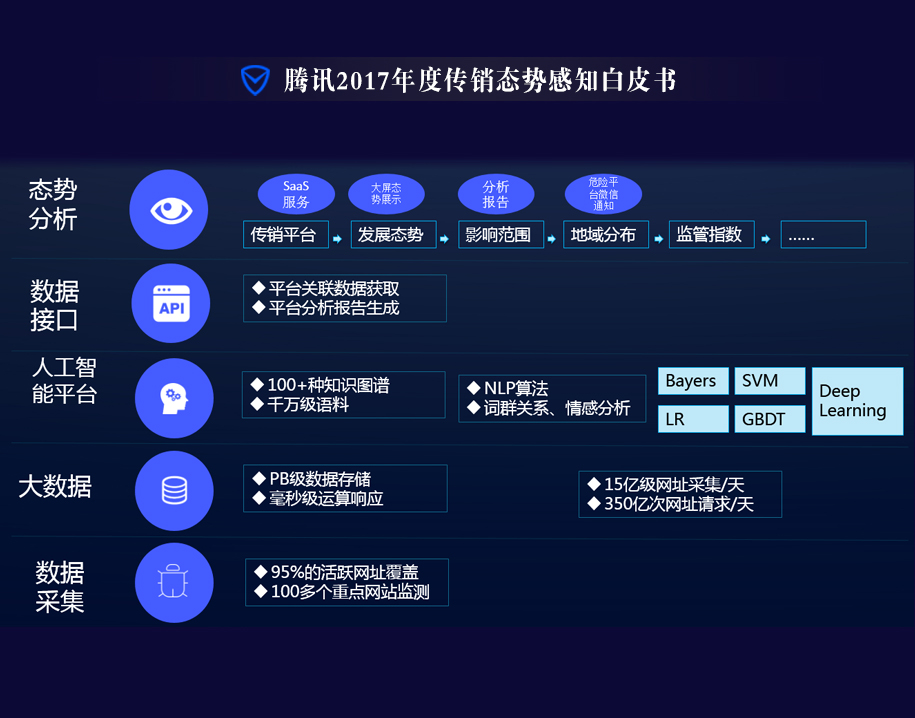 腾讯2017年度传销态势感知白皮书
态势
分析
SaaS
服务
大屏态
势展示
分析
报告
危险平
台微信
通知
传销平台
发展态势
影响范围
地域分布
监管指数
......
数据
接口
API
◆平台关联数据获取
◆平台分析报告生成
人工智
能平台
◆100+种知识图谱
◆千万级语料
◆NLP算法
◆词群关系、情感分析
Bayers
SVM
LR
GBDT
Deep
Learning
大数据
◆PB级数据存储
◆毫秒级运算响应
◆15亿级网址采集/天
◆350亿次网址请求/天
数据
采集
◆95%的活跃网址覆盖
◆100多个重点网站监测